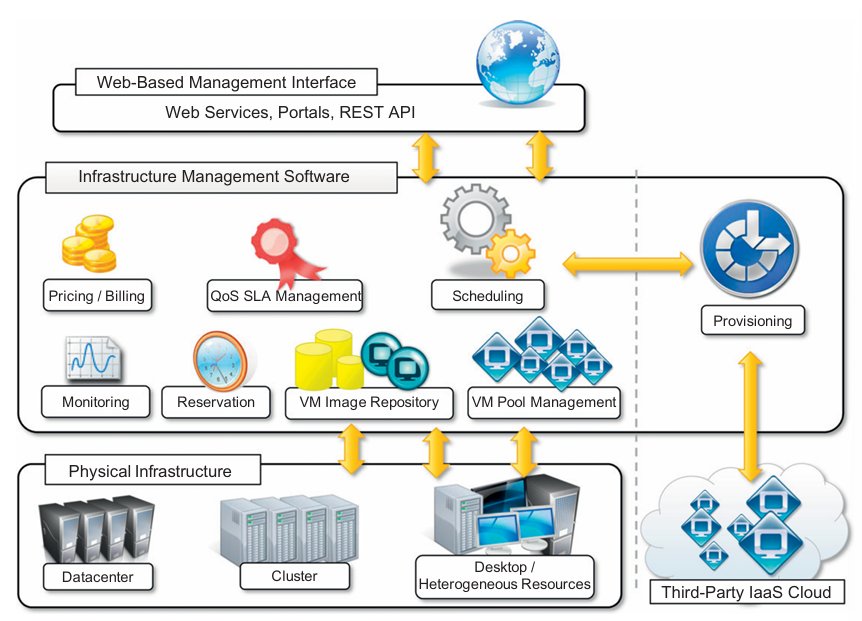 Web-Based Management Interface
Web Services, Portals, REST API
Infrastructure Management Software
Pricing / Billing
QoS SLA Management
Scheduling
Provisioning
Monitoring
Reservation
VM Image Repository
VM Pool Management
Physical Infrastructure
Datacenter
Cluster
Desktop /
Heterogeneous Resources
Third-Party IaaS Cloud